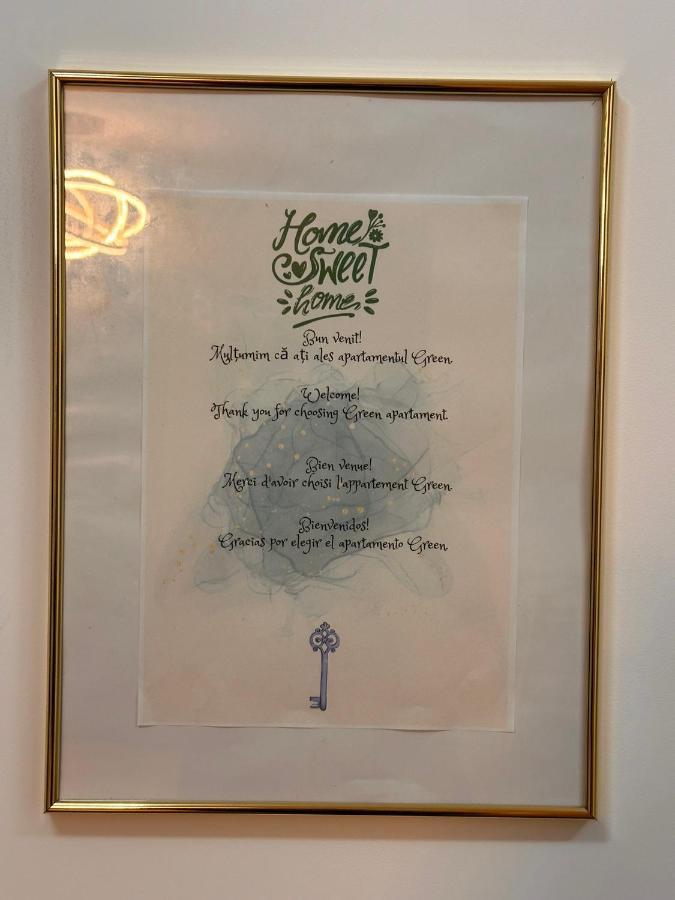 Home
SWEET
home
Bun venit!
Mulțumim că ați ales apartamentul Green.
Welcome!
Thank you for choosing Green apartament.
Bien venue!
Merci d'avoir choisi l'appartement Green.
Bienvenidos!
Gracias por elegir el apartamento Green.